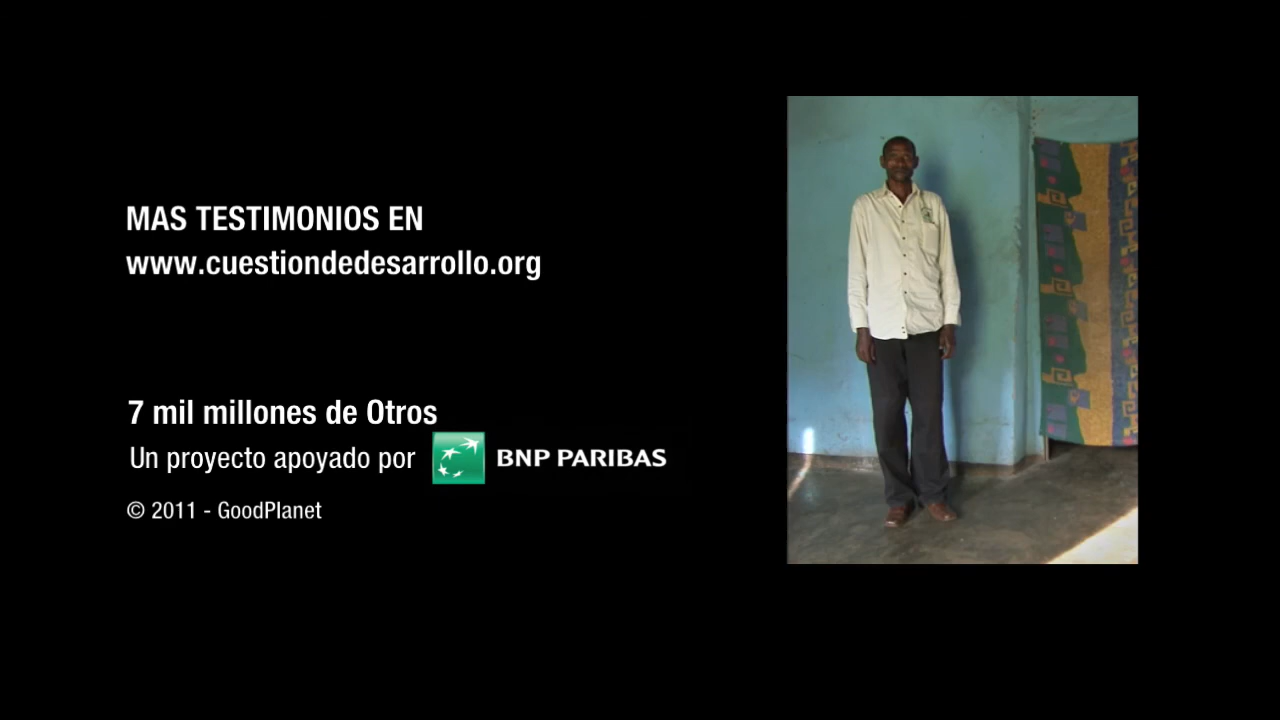 MAS TESTIMONIOS EN
www.cuestiondedesarrollo.org
7 mil millones de Otros
Un proyecto apoyado por BNP PARIBAS
© 2011 - GoodPlanet